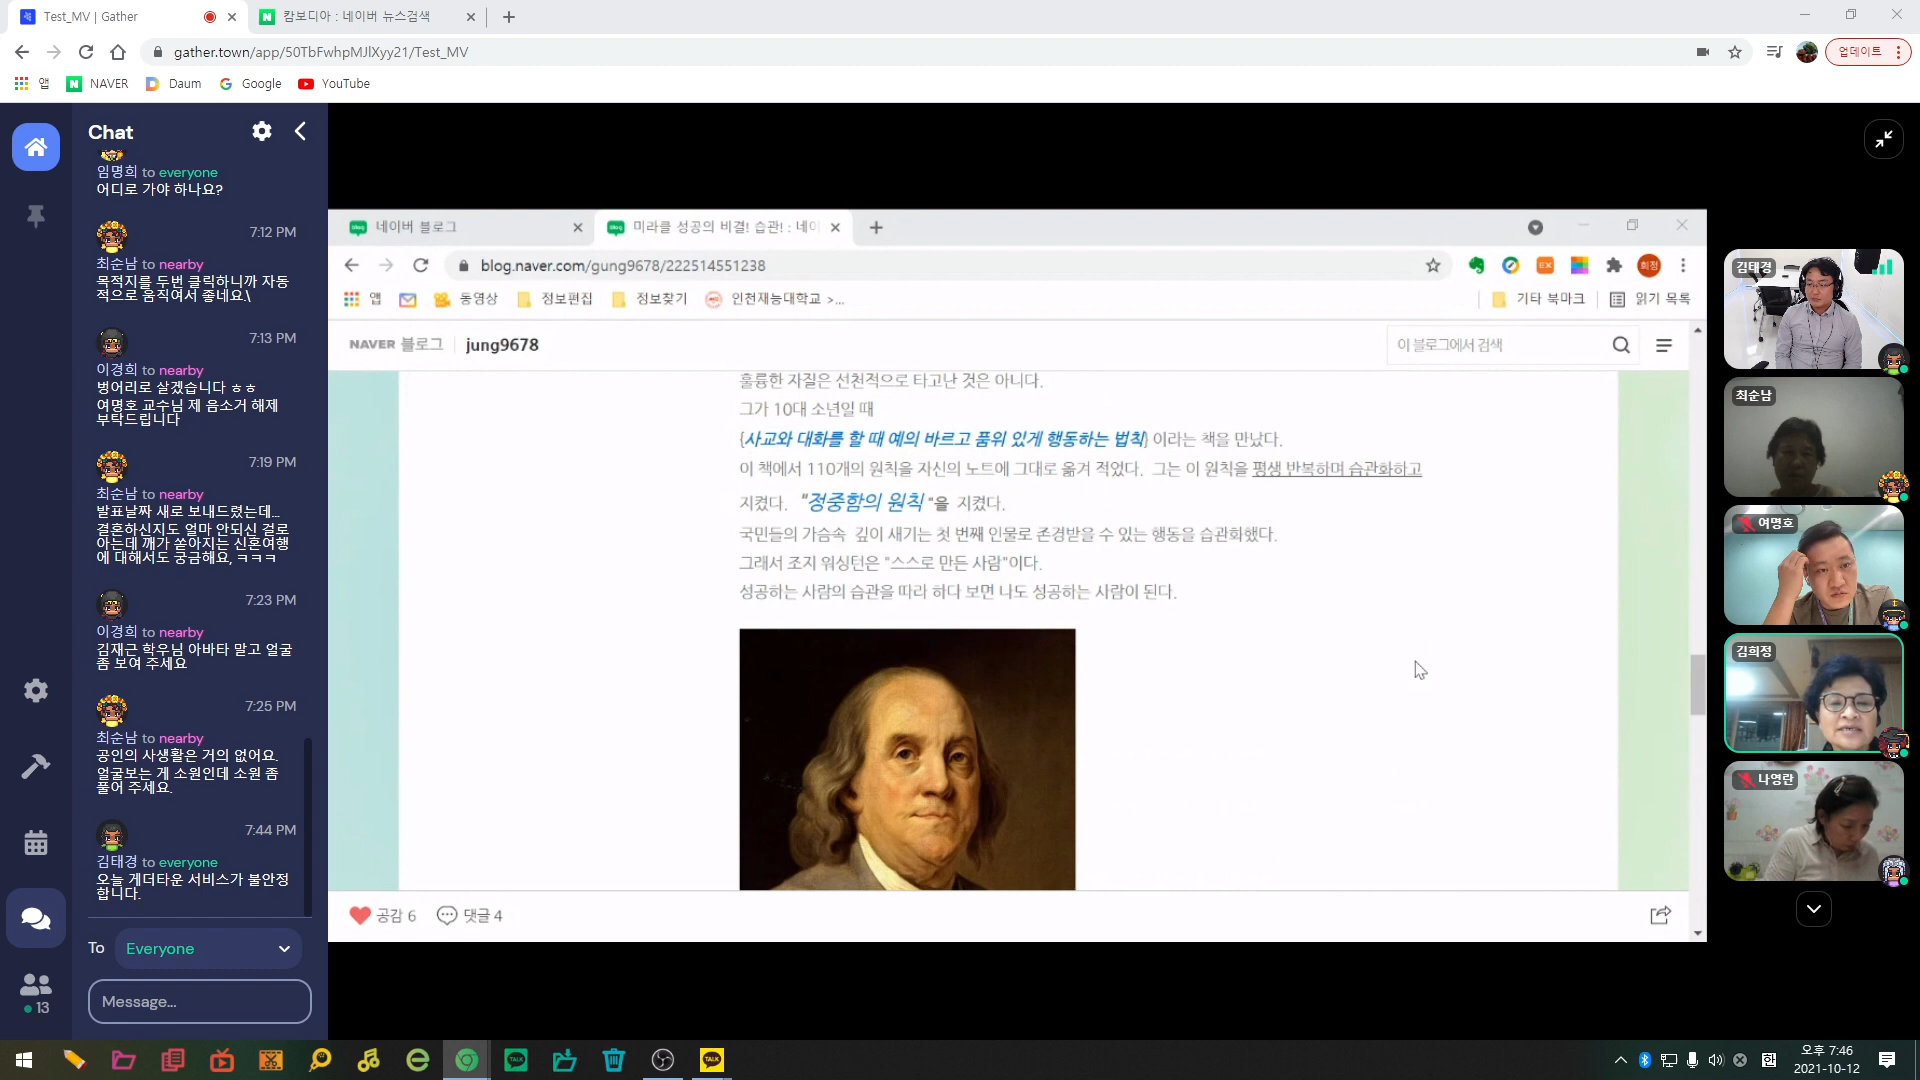 Test_MV | Gather
캄보디아 : 네이버 뉴스검색
gather.town/app/50TbFwhpMJlXyy21/Test_MV
업데이트
앱
NAVER
Daum
Google
YouTube
Chat
임명희 to everyone
어디로 가야 하나요?
7:12 PM
최순남 to nearby
목적지를 두번 클릭하니까 자동
적으로 움직여서 좋네요.\
7:13 PM
이경희 to nearby
벙어리로 살겠습니다 ㅎㅎ
여명호 교수님 제 음소거 해제
부탁드립니다
7:19 PM
최순남 to nearby
발표날짜 새로 보내드렸는데...
결혼하신지도 얼마 안되신 걸로
아는데 깨가 쏟아지는 신혼여행
에 대해서도 궁금해요, ㅋㅋㅋ
7:23 PM
이경희 to nearby
김재근 학우님 아바타 말고 얼굴
좀 보여 주세요
7:25 PM
최순남 to nearby
공인의 사생활은 거의 없어요.
얼굴보는 게 소원인데 소원 좀
풀어 주세요.
7:44 PM
김태경 to everyone
오늘 게더타운 서비스가 불안정
합니다.
To
Everyone
Message...
13
네이버 블로그
미라클 성공의 비결! 습관! : 네이
blog.naver.com/gung9678/222514551238
희정
앱
동영상
정보편집
정보찾기
인천재능대학교 >...
기타 북마크
읽기 목록
NAVER 블로그
jung9678
이 블로그에서 검색
훌륭한 자질은 선천적으로 타고난 것은 아니다.
그가 10대 소년일 때
{사교와 대화를 할 때 예의 바르고 품위 있게 행동하는 법칙} 이라는 책을 만났다.
이 책에서 110개의 원칙을 자신의 노트에 그대로 옮겨 적었다. 그는 이 원칙을 평생 반복하며 습관화하고
지켰다. "정중함의 원칙 "을 지켰다.
국민들의 가슴속 깊이 새기는 첫 번째 인물로 존경받을 수 있는 행동을 습관화했다.
그래서 조지 워싱턴은 "스스로 만든 사람"이다.
성공하는 사람의 습관을 따라 하다 보면 나도 성공하는 사람이 된다.
공감 6
댓글 4
김태경
최순남
여명호
김희정
나영란
TALK
TALK
한
오후 7:46
2021-10-12